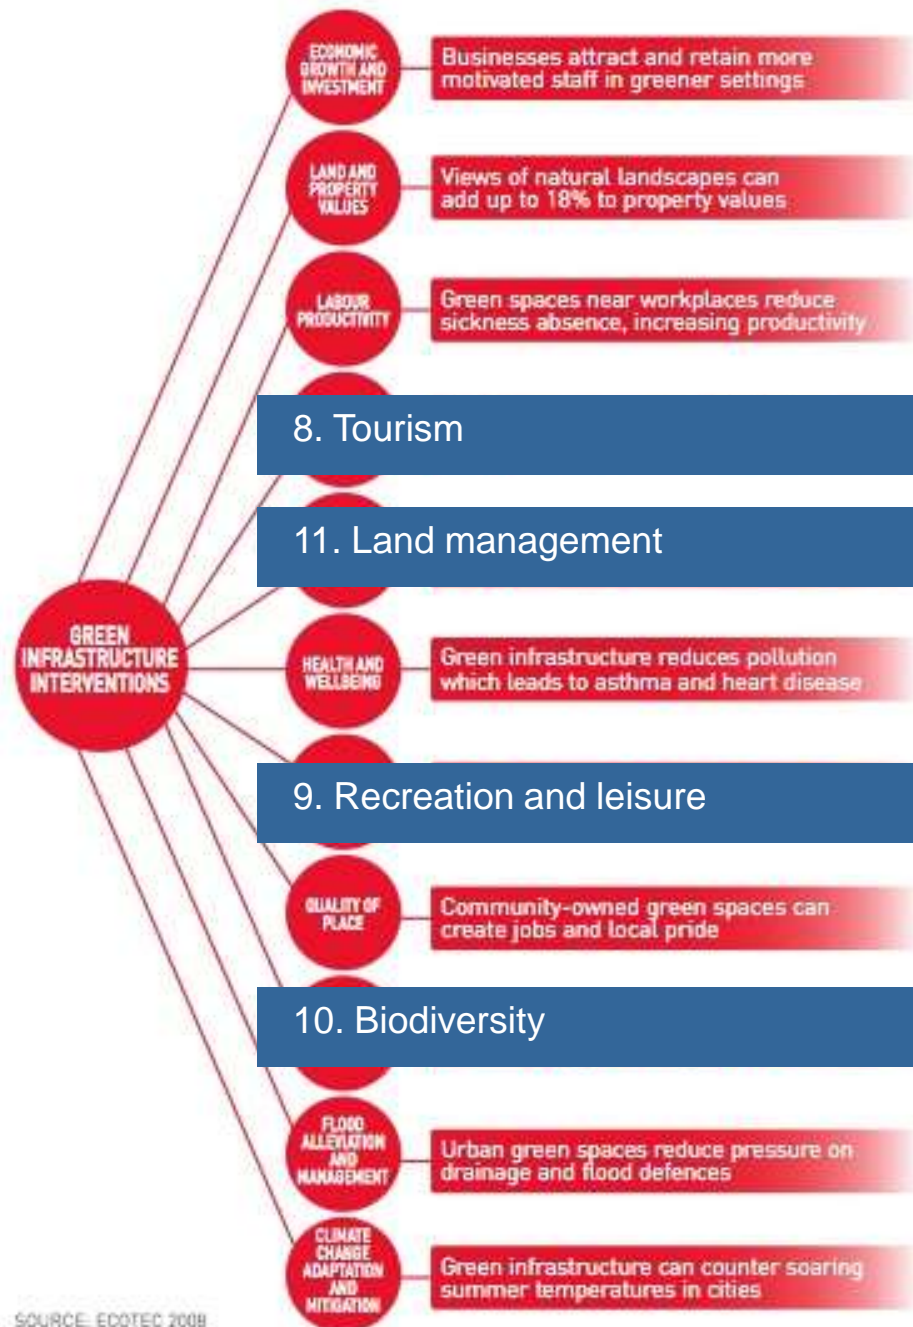 ECONOMIC
GROWTH AND
INVESTMENT
Businesses attract and retain more
motivated staff in greener settings
LAND AND
PROPERTY
VALUES
Views of natural landscapes can
add up to 18% to property values
LABOUR
PRODUCTIVITY
Green spaces near workplaces reduce
sickness absence, increasing productivity
8. Tourism
11. Land management
GREEN
INFRASTRUCTURE
INTERVENTIONS
HEALTH AND
WELLBEING
Green infrastructure reduces pollution
which leads to asthma and heart disease
9. Recreation and leisure
QUALITY OF
PLACE
Community-owned green spaces can
create jobs and local pride
10. Biodiversity
FLOOD
ALLEVIATION
AND
MANAGEMENT
Urban green spaces reduce pressure on
drainage and flood defences
CLIMATE
CHANGE
ADAPTATION
AND
MITIGATION
Green infrastructure can counter soaring
summer temperatures in cities
SOURCE: ECOTEC 2008